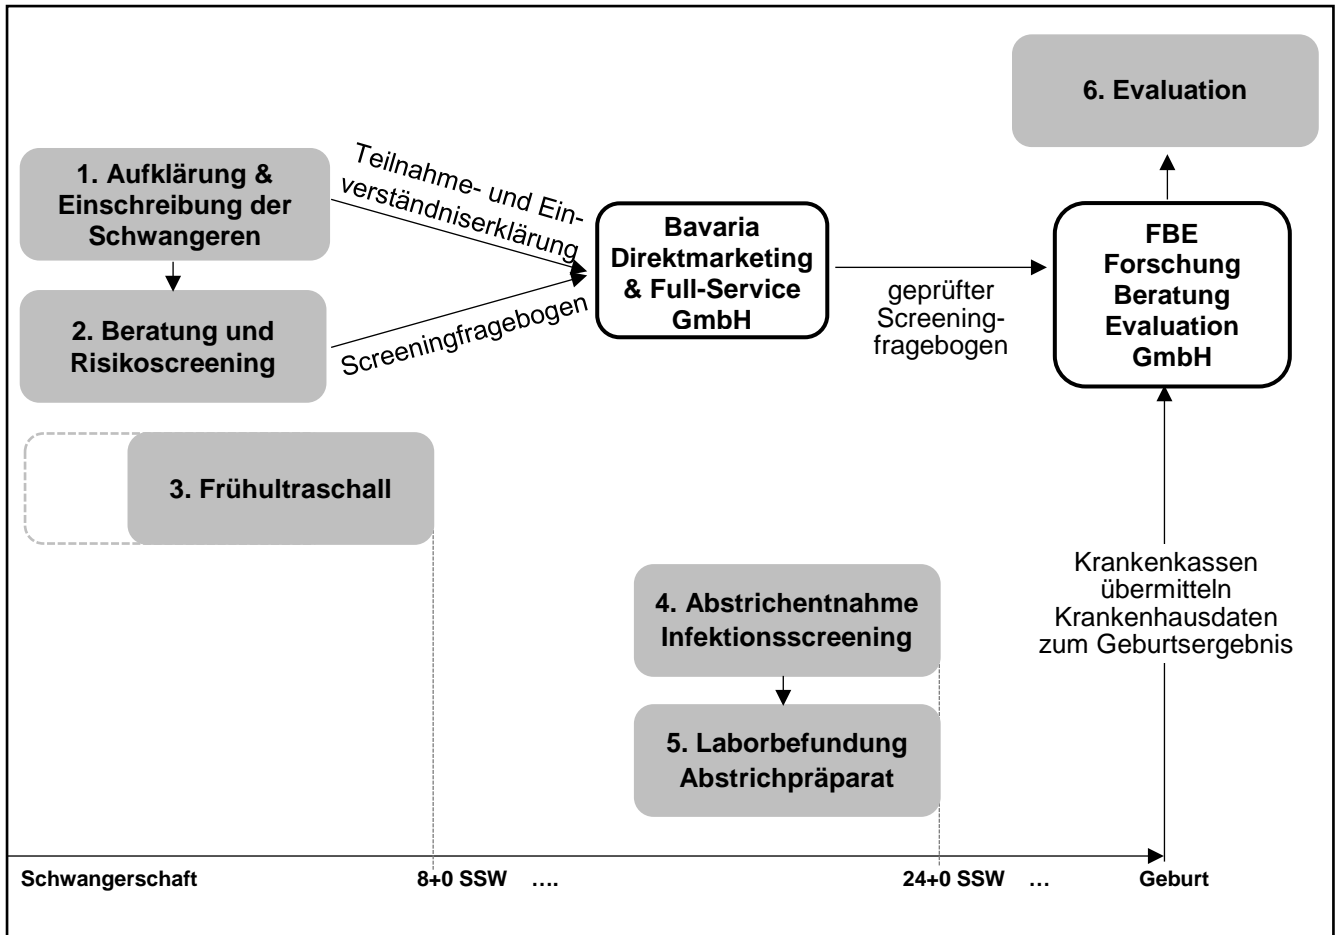 6. Evaluation
1. Aufklärung &
Einschreibung der
Schwangeren
Teilnahme- und Ein-
verständniserklärung
Bavaria
Direktmarketing
& Full-Service
GmbH
FBE
Forschung
Beratung
Evaluation
GmbH
geprüfter
Screening-
fragebogen
2. Beratung und
Risikoscreening
Screeningfragebogen
3. Frühultraschall
4. Abstrichentnahme
Infektionsscreening
Krankenkassen
übermitteln
Krankenhausdaten
zum Geburtsergebnis
5. Laborbefundung
Abstrichpräparat
Schwangerschaft 8+0 SSW .... 24+0 SSW ... Geburt